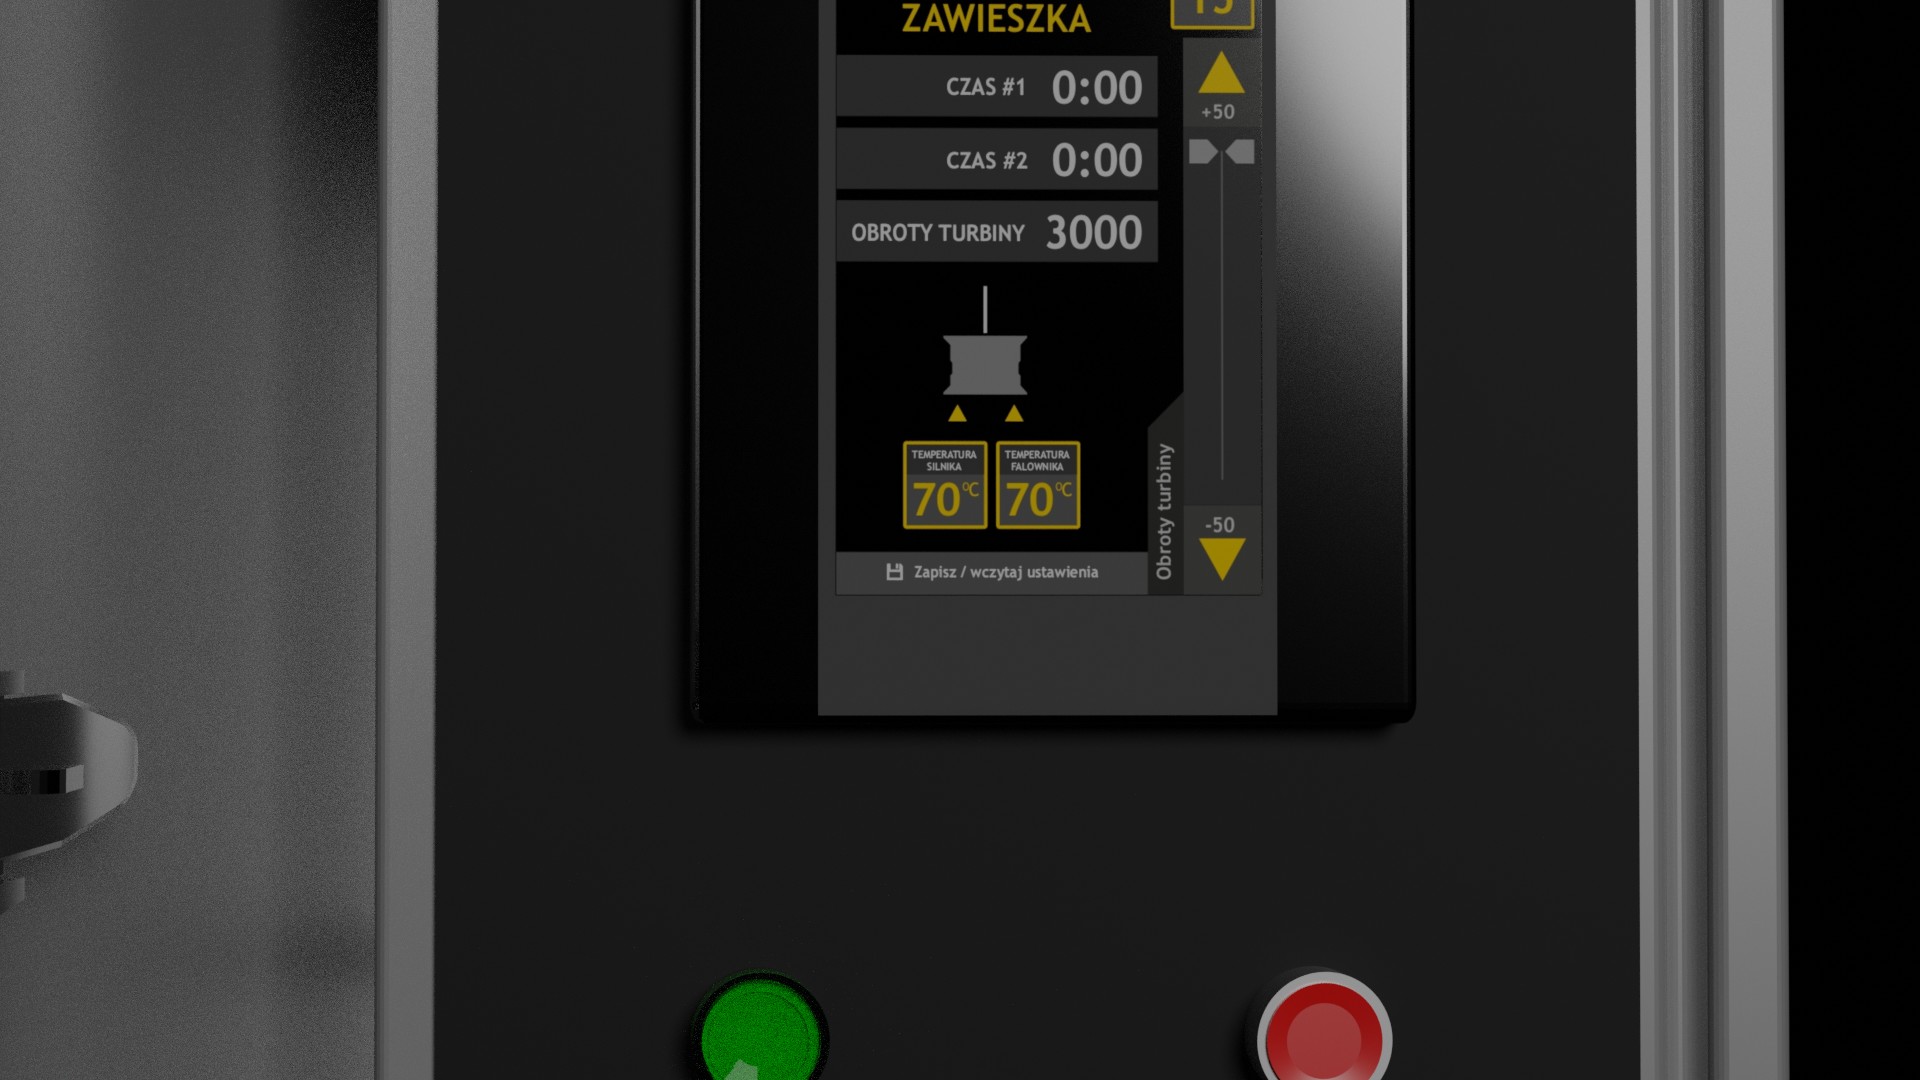 ZAWIESZKA
CZAS #1 0:00
+50
CZAS #2 0:00
OBROTY TURBINY 3000
TEMPERATURA SILNIKA
70°C
TEMPERATURA FALOWNIKA
70°C
Obroty turbiny
-50
Zapisz / wczytaj ustawienia